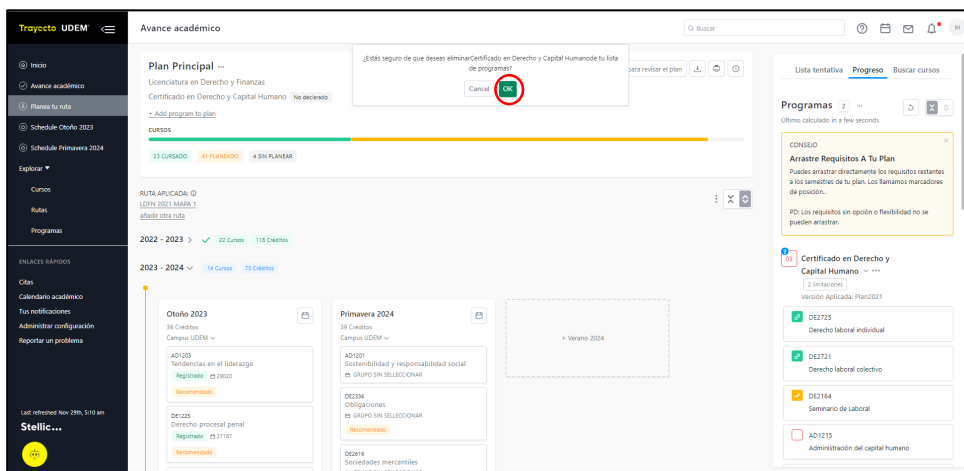 Trayecto UDEM
Avance académico
Buscar
Inicio
Avance académico
Planea tu ruta
Schedule Otoño 2023
Schedule Primavera 2024
Explorar
Cursos
Rutas
Programas
ENLACES RÁPIDOS
Citas
Calendario académico
Tus notificaciones
Administrar configuración
Reportar un problema
Last refreshed Nov 29th, 5:10 am
Stellic...
Plan Principal ...
Licenciatura en Derecho y Finanzas
Certificado en Derecho y Capital Humano No declarado
+ Add program to plan
CURSOS
23 CURSADO 41 PLANEADO 4 SIN PLANEAR
¿Estás seguro de que deseas eliminarCertificado en Derecho y Capital Humanode tu lista
de programas?
Cancel OK
para revisar el plan
RUTA APLICADA:
LDFN 2021 MAPA 1
añadir otra ruta
2022 - 2023 22 Cursos 118 Créditos
2023 - 2024 14 Cursos 75 Créditos
Otoño 2023
36 Créditos
Campus UDEM
AD1203
Tendencias en el liderazgo
Registrado 29020
Recomendado
DE1225
Derecho procesal penal
Registrado 27187
Recomendado
Primavera 2024
39 Créditos
Campus UDEM
AD1201
Sostenibilidad y responsabilidad social
GRUPO SIN SELLECCIONAR
DE2336
Obligaciones
GRUPO SIN SELLECCIONAR
Recomendado
DE2616
Sociedades mercantiles
+ Verano 2024
Lista tentativa Progreso Buscar cursos
Programas 2 ...
Último calculado in a few seconds
CONSEJO
Arrastre Requisitos A Tu Plan
Puedes arrastrar directamente los requisitos restantes
a los semestres de tu plan. Los llamamos marcadores
de posición..
PD: Los requisitos sin opción o flexibilidad no se
pueden arrastrar.
Certificado en Derecho y
Capital Humano
2 limitaciones
Versión Aplicada: Plan2021
DE2725
Derecho laboral individual
DE2721
Derecho laboral colectivo
DE2184
Seminario de Laboral
AD1215
Administración del capital humano